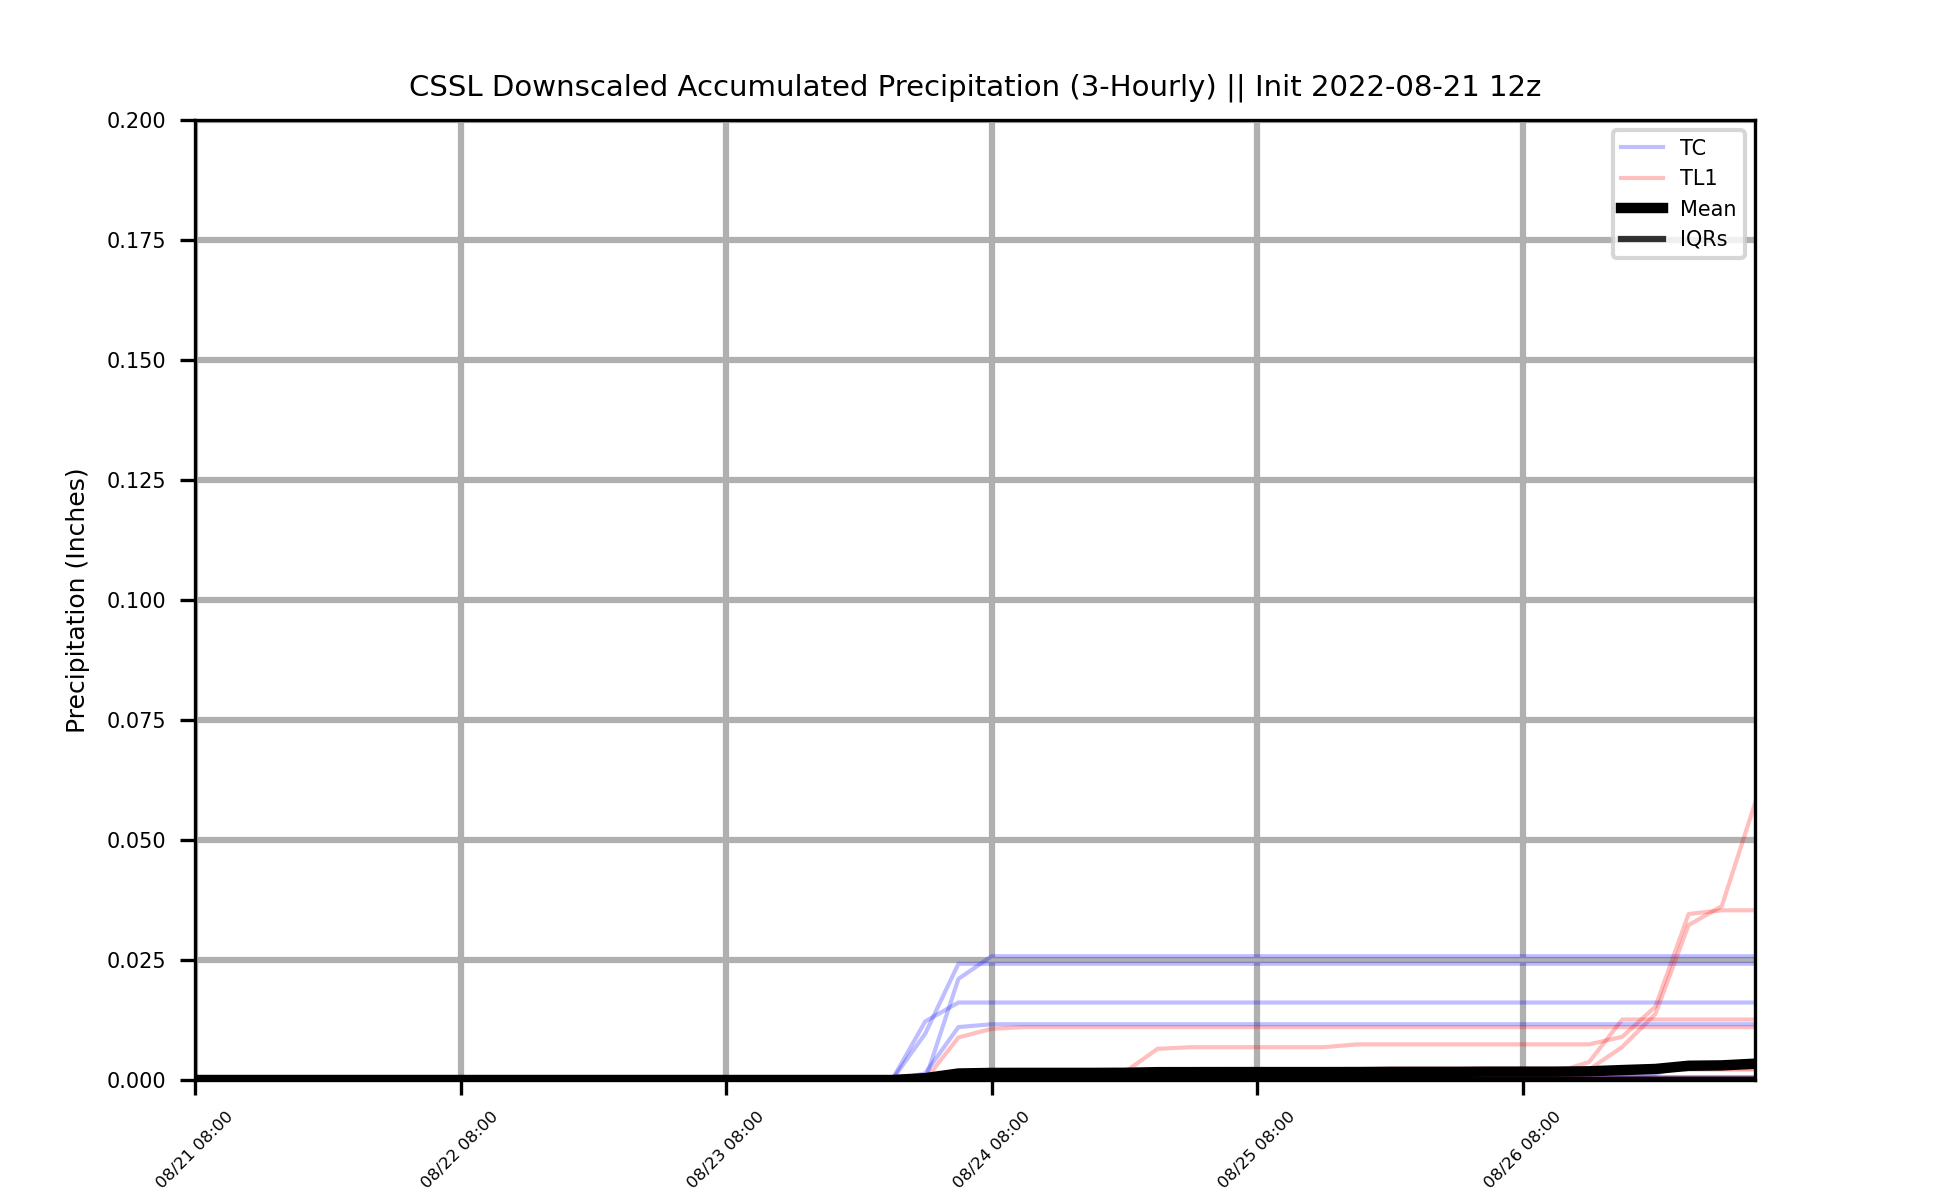 CSSL Downscaled Accumulated Precipitation (3-Hourly) || Init 2022-08-21 12z
TC
TL1
Mean
IQRs
Precipitation (Inches)
0.200
0.175
0.150
0.125
0.100
0.075
0.050
0.025
0.000
08/21 08:00
08/22 08:00
08/23 08:00
08/24 08:00
08/25 08:00
08/26 08:00